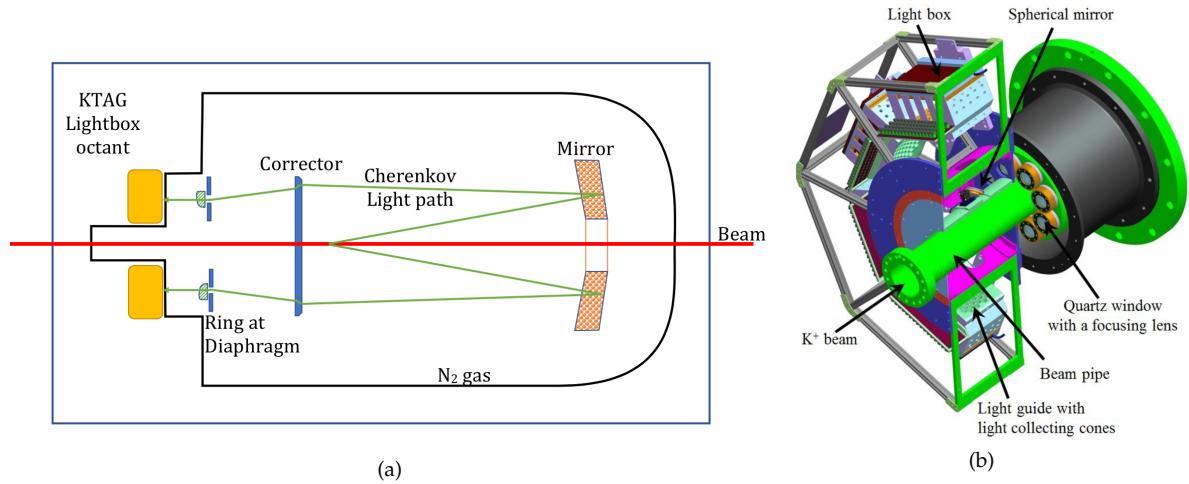 KTAG
Lightbox
octant
Corrector
Cherenkov
Light path
Mirror
Beam
Ring at
Diaphragm
N₂ gas
(a)
Light box
Spherical mirror
Quartz window
with a focusing lens
K⁺ beam
Beam pipe
Light guide with
light collecting cones
(b)